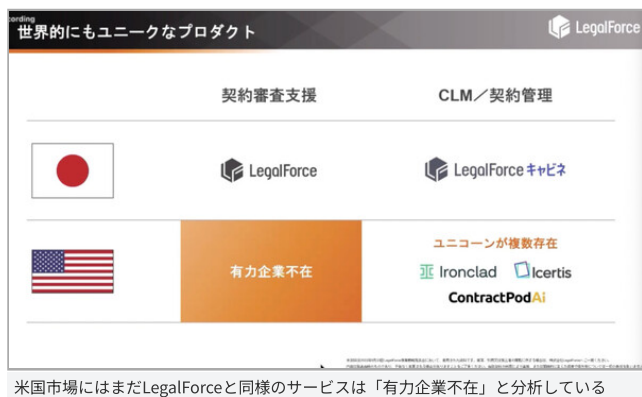 ording
世界的にもユニークなプロダクト
LegalForce
契約審査支援
CLM／契約管理
LegalForce
LegalForce キャビネ
有力企業不在
ユニコーンが複数存在
Ironclad
Icertis
ContractPodAi
米国市場にはまだLegalForceと同様のサービスは「有力企業不在」と分析している